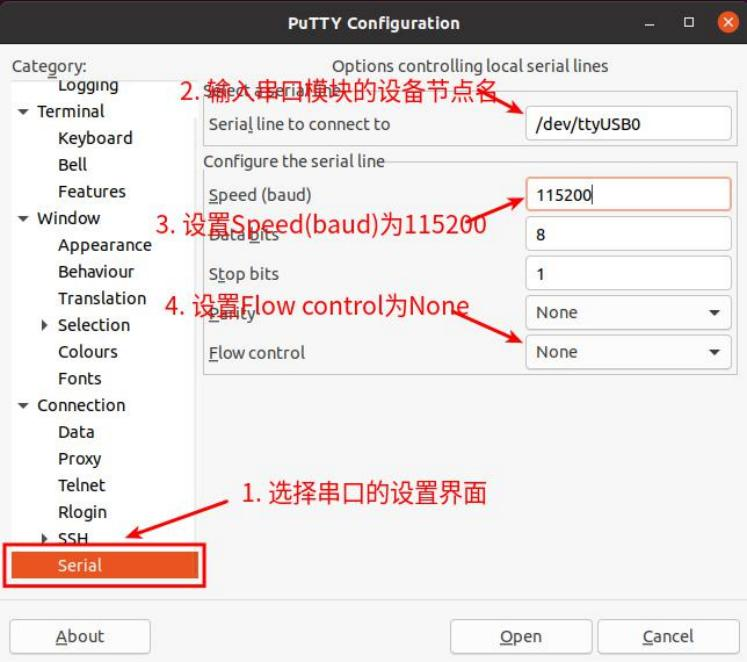 PuTTY Configuration
Category:
Logging
Terminal
Keyboard
Bell
Features
Window
Appearance
Behaviour
Translation
Selection
Colours
Fonts
Connection
Data
Proxy
Telnet
Rlogin
SSH
Serial
Options controlling local serial lines
Select a serial line
2. 输入串口模块的设备节点名
Serial line to connect to
/dev/ttyUSB0
Configure the serial line
Speed (baud)
115200
3. 设置Speed(baud)为115200
Data bits
8
Stop bits
1
4. 设置Flow control为None
Parity
None
Flow control
None
1. 选择串口的设置界面
About
Open
Cancel